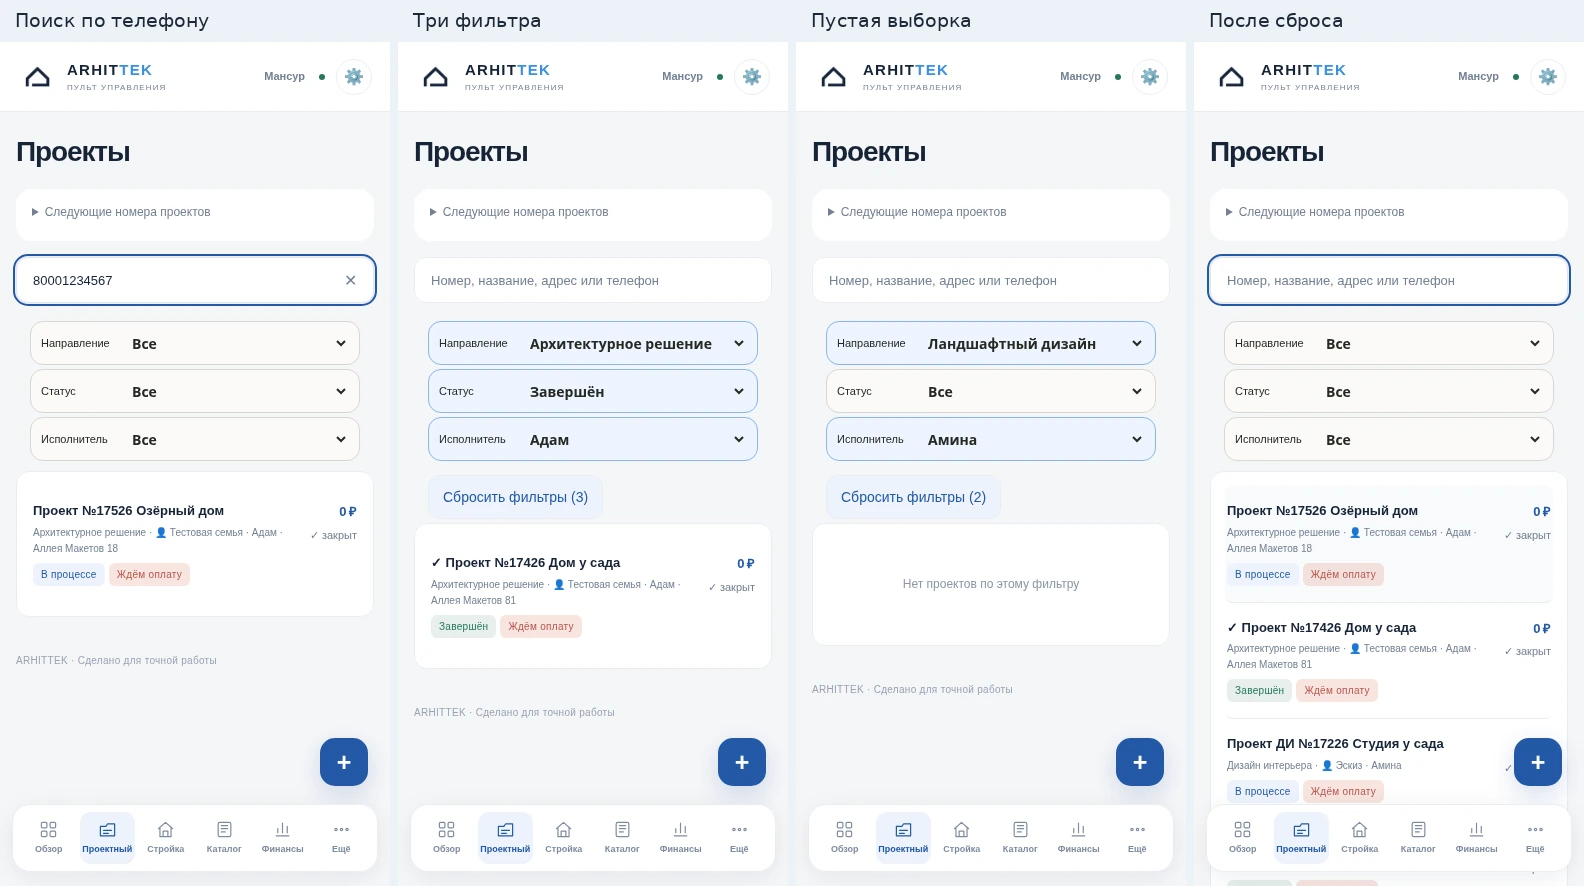 Поиск по телефону
ARHITTEK
ПУЛЬТ УПРАВЛЕНИЯ
Мансур
Проекты
▶ Следующие номера проектов
80001234567 ✕
Направление Все
Статус Все
Исполнитель Все
Проект №17526 Озёрный дом 0 ₽
Архитектурное решение · 👤 Тестовая семья · Адам · ✓ закрыт
Аллея Макетов 18
В процессе Ждём оплату
ARHITTEK · Сделано для точной работы
+
Обзор Проектный Стройка Каталог Финансы Ещё
Три фильтра
ARHITTEK
ПУЛЬТ УПРАВЛЕНИЯ
Мансур
Проекты
▶ Следующие номера проектов
Номер, название, адрес или телефон
Направление Архитектурное решение
Статус Завершён
Исполнитель Адам
Сбросить фильтры (3)
✓ Проект №17426 Дом у сада 0 ₽
Архитектурное решение · 👤 Тестовая семья · Адам · ✓ закрыт
Аллея Макетов 81
Завершён Ждём оплату
ARHITTEK · Сделано для точной работы
+
Обзор Проектный Стройка Каталог Финансы Ещё
Пустая выборка
ARHITTEK
ПУЛЬТ УПРАВЛЕНИЯ
Мансур
Проекты
▶ Следующие номера проектов
Номер, название, адрес или телефон
Направление Ландшафтный дизайн
Статус Все
Исполнитель Амина
Сбросить фильтры (2)
Нет проектов по этому фильтру
ARHITTEK · Сделано для точной работы
+
Обзор Проектный Стройка Каталог Финансы Ещё
После сброса
ARHITTEK
ПУЛЬТ УПРАВЛЕНИЯ
Мансур
Проекты
▶ Следующие номера проектов
Номер, название, адрес или телефон
Направление Все
Статус Все
Исполнитель Все
Проект №17526 Озёрный дом 0 ₽
Архитектурное решение · 👤 Тестовая семья · Адам · ✓ закрыт
Аллея Макетов 18
В процессе Ждём оплату
✓ Проект №17426 Дом у сада 0 ₽
Архитектурное решение · 👤 Тестовая семья · Адам · ✓ закрыт
Аллея Макетов 81
Завершён Ждём оплату
Проект ДИ №17226 Студия у сада
Дизайн интерьера · 👤 Эскиз · Амина ✓
В процессе Ждём оплату
+
Обзор Проектный Стройка Каталог Финансы Ещё